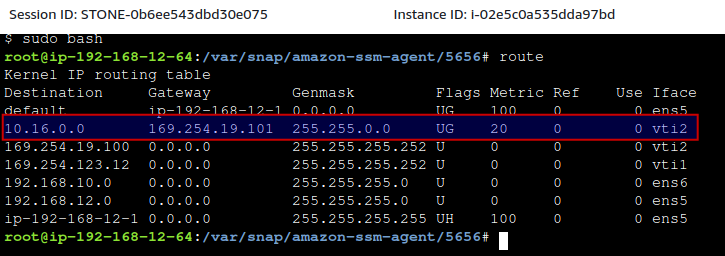 Session ID: STONE-0b6ee543dbd30e075 Instance ID: i-02e5c0a535dda97bd
$ sudo bash
root@ip-192-168-12-64:/var/snap/amazon-ssm-agent/5656# route
Kernel IP routing table
Destination Gateway Genmask Flags Metric Ref Use Iface
default ip-192-168-12-1 0.0.0.0 UG 100 0 0 ens5
10.16.0.0 169.254.19.101 255.255.0.0 UG 20 0 0 vti2
169.254.19.100 0.0.0.0 255.255.255.252 U 0 0 0 vti2
169.254.123.12 0.0.0.0 255.255.255.252 U 0 0 0 vti1
192.168.10.0 0.0.0.0 255.255.255.0 U 0 0 0 ens6
192.168.12.0 0.0.0.0 255.255.255.0 U 0 0 0 ens5
ip-192-168-12-1 0.0.0.0 255.255.255.255 UH 100 0 0 ens5
root@ip-192-168-12-64:/var/snap/amazon-ssm-agent/5656#